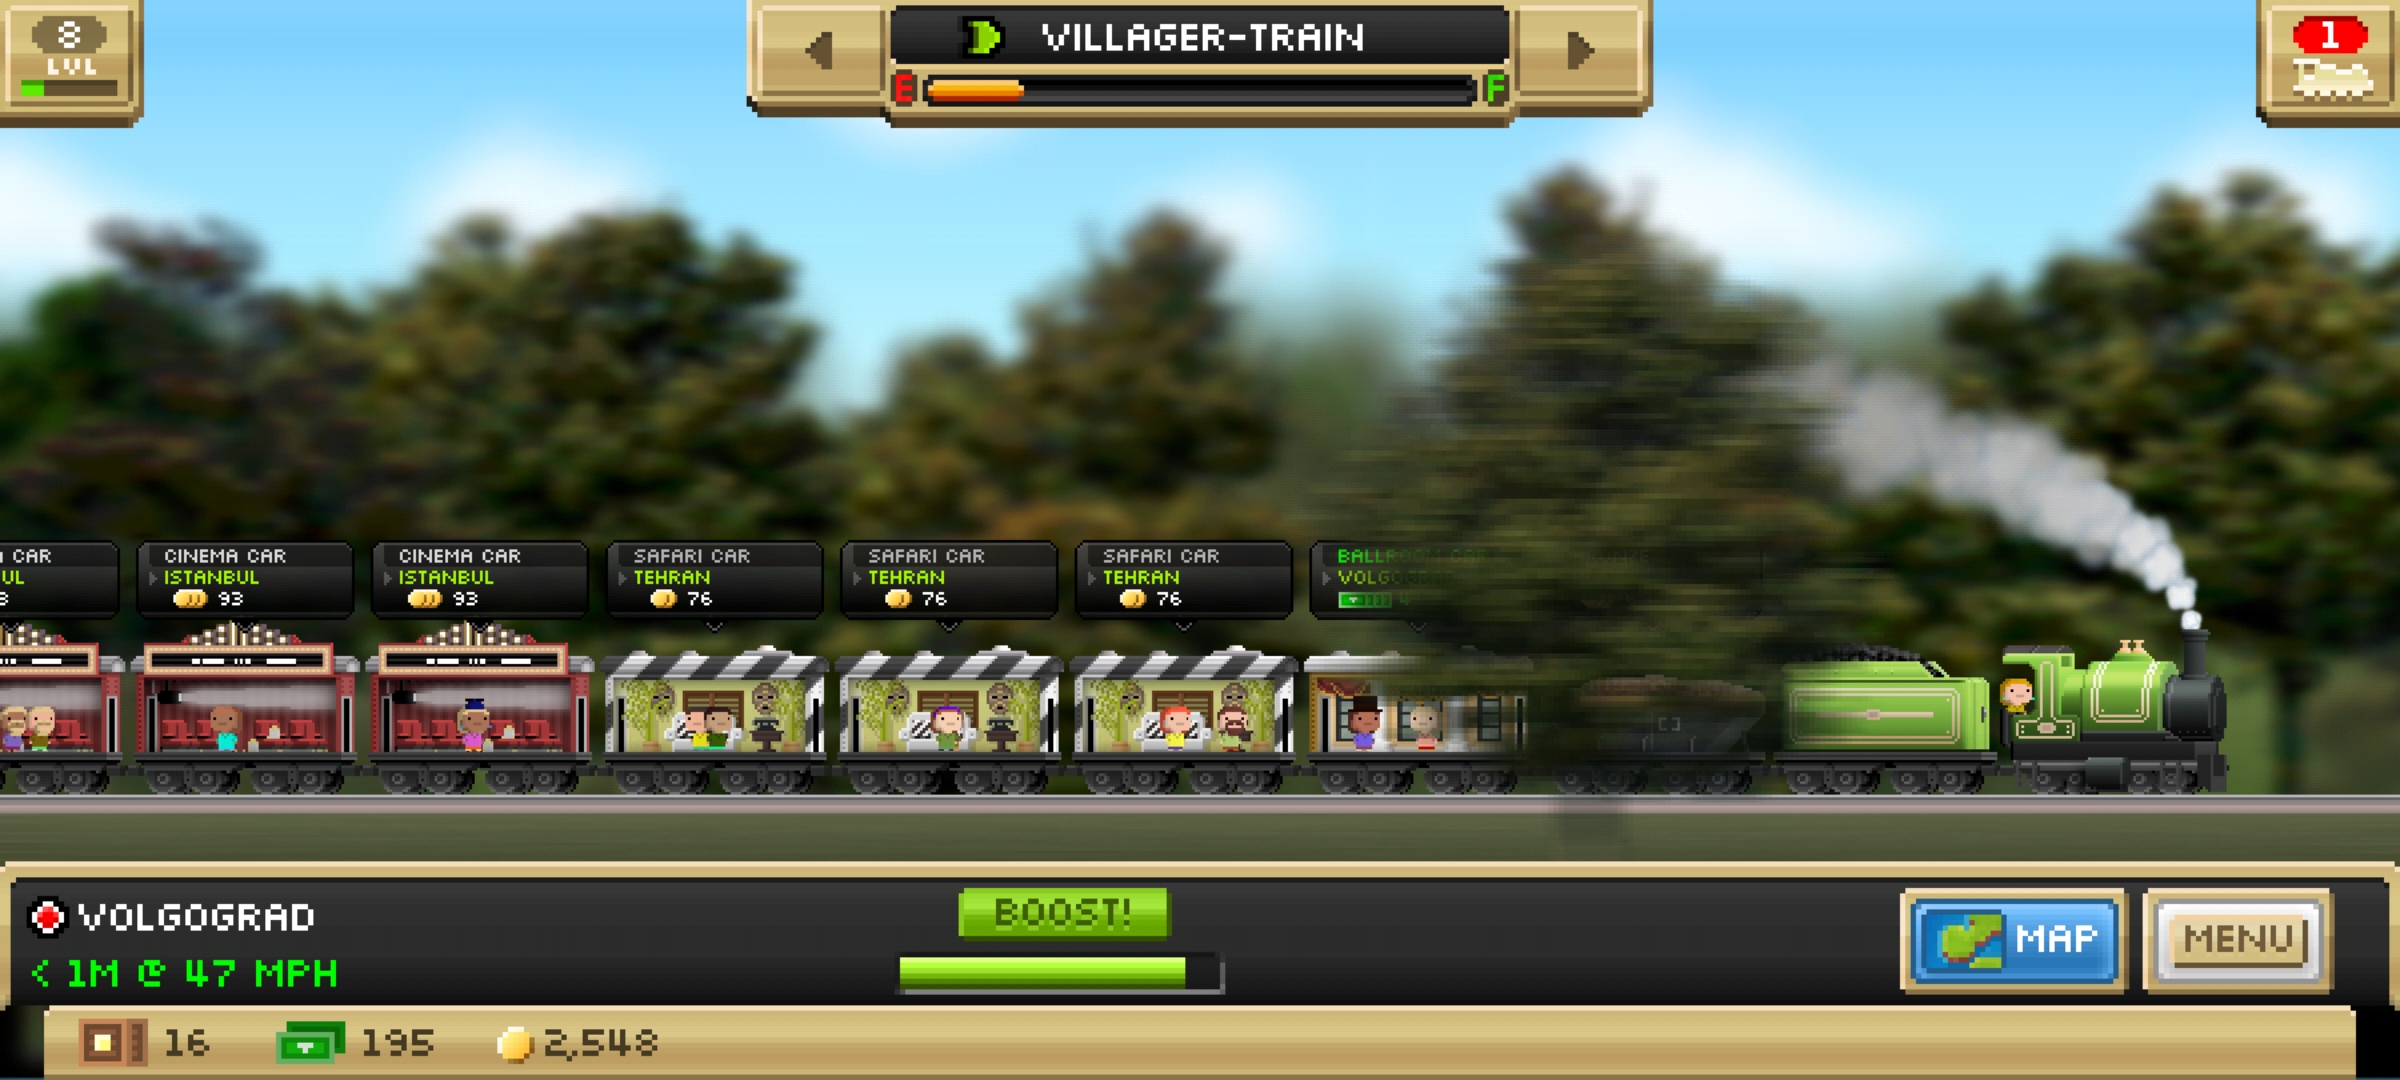 8
LVL
VILLAGER-TRAIN
E F
1
CAR
UL
CINEMA CAR
ISTANBUL
93
CINEMA CAR
ISTANBUL
93
SAFARI CAR
TEHRAN
76
SAFARI CAR
TEHRAN
76
SAFARI CAR
TEHRAN
76
VOLGOGRAD
< 1M @ 47 MPH
BOOST!
MAP
MENU
16
195
2,548